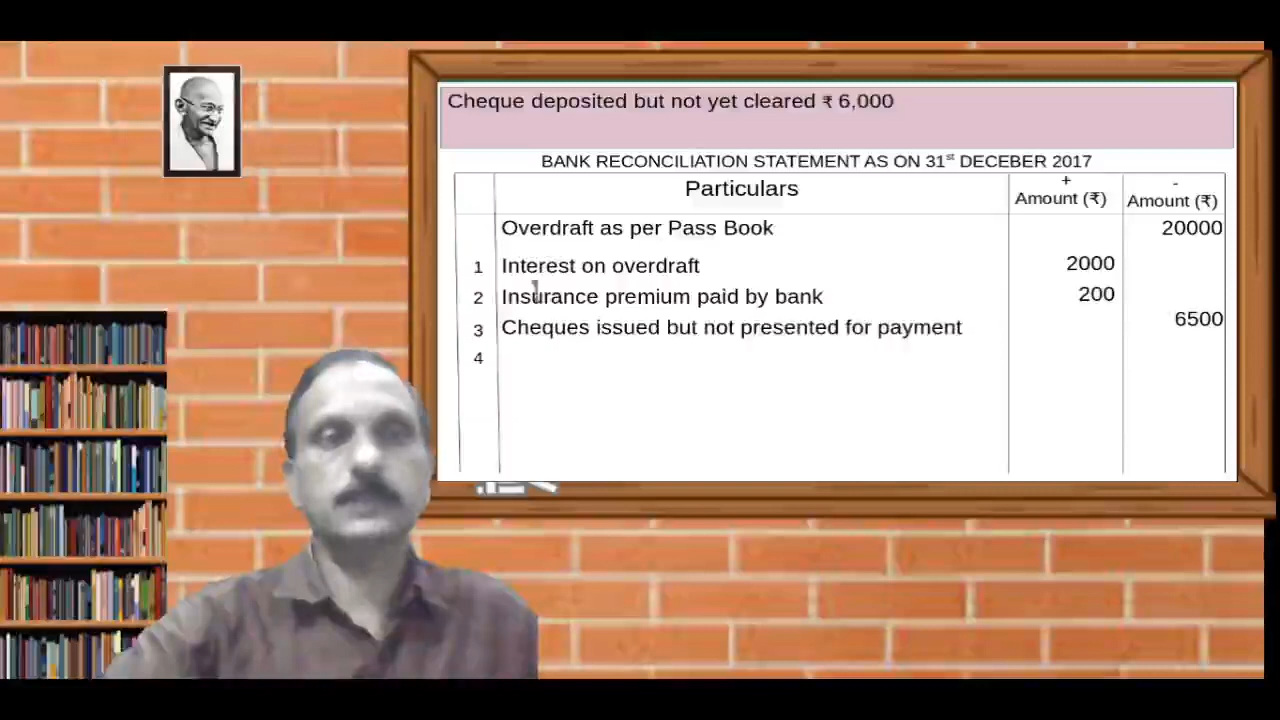 Cheque deposited but not yet cleared ₹ 6,000
BANK RECONCILIATION STATEMENT AS ON 31st DECEBER 2017
Particulars + Amount (₹) - Amount (₹)
Overdraft as per Pass Book 20000
1 Interest on overdraft 2000
2 Insurance premium paid by bank 200
3 Cheques issued but not presented for payment 6500
4